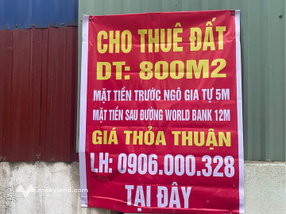 CHO THUÊ ĐẤT
DT: 800M2
MẶT TIỀN TRƯỚC NGÔ GIA TỰ 5M
MẶT TIỀN SAU ĐƯỜNG WORLD BANK 12M
GIÁ THỎA THUẬN
LH: 0906.000.328
TẠI ĐÂY